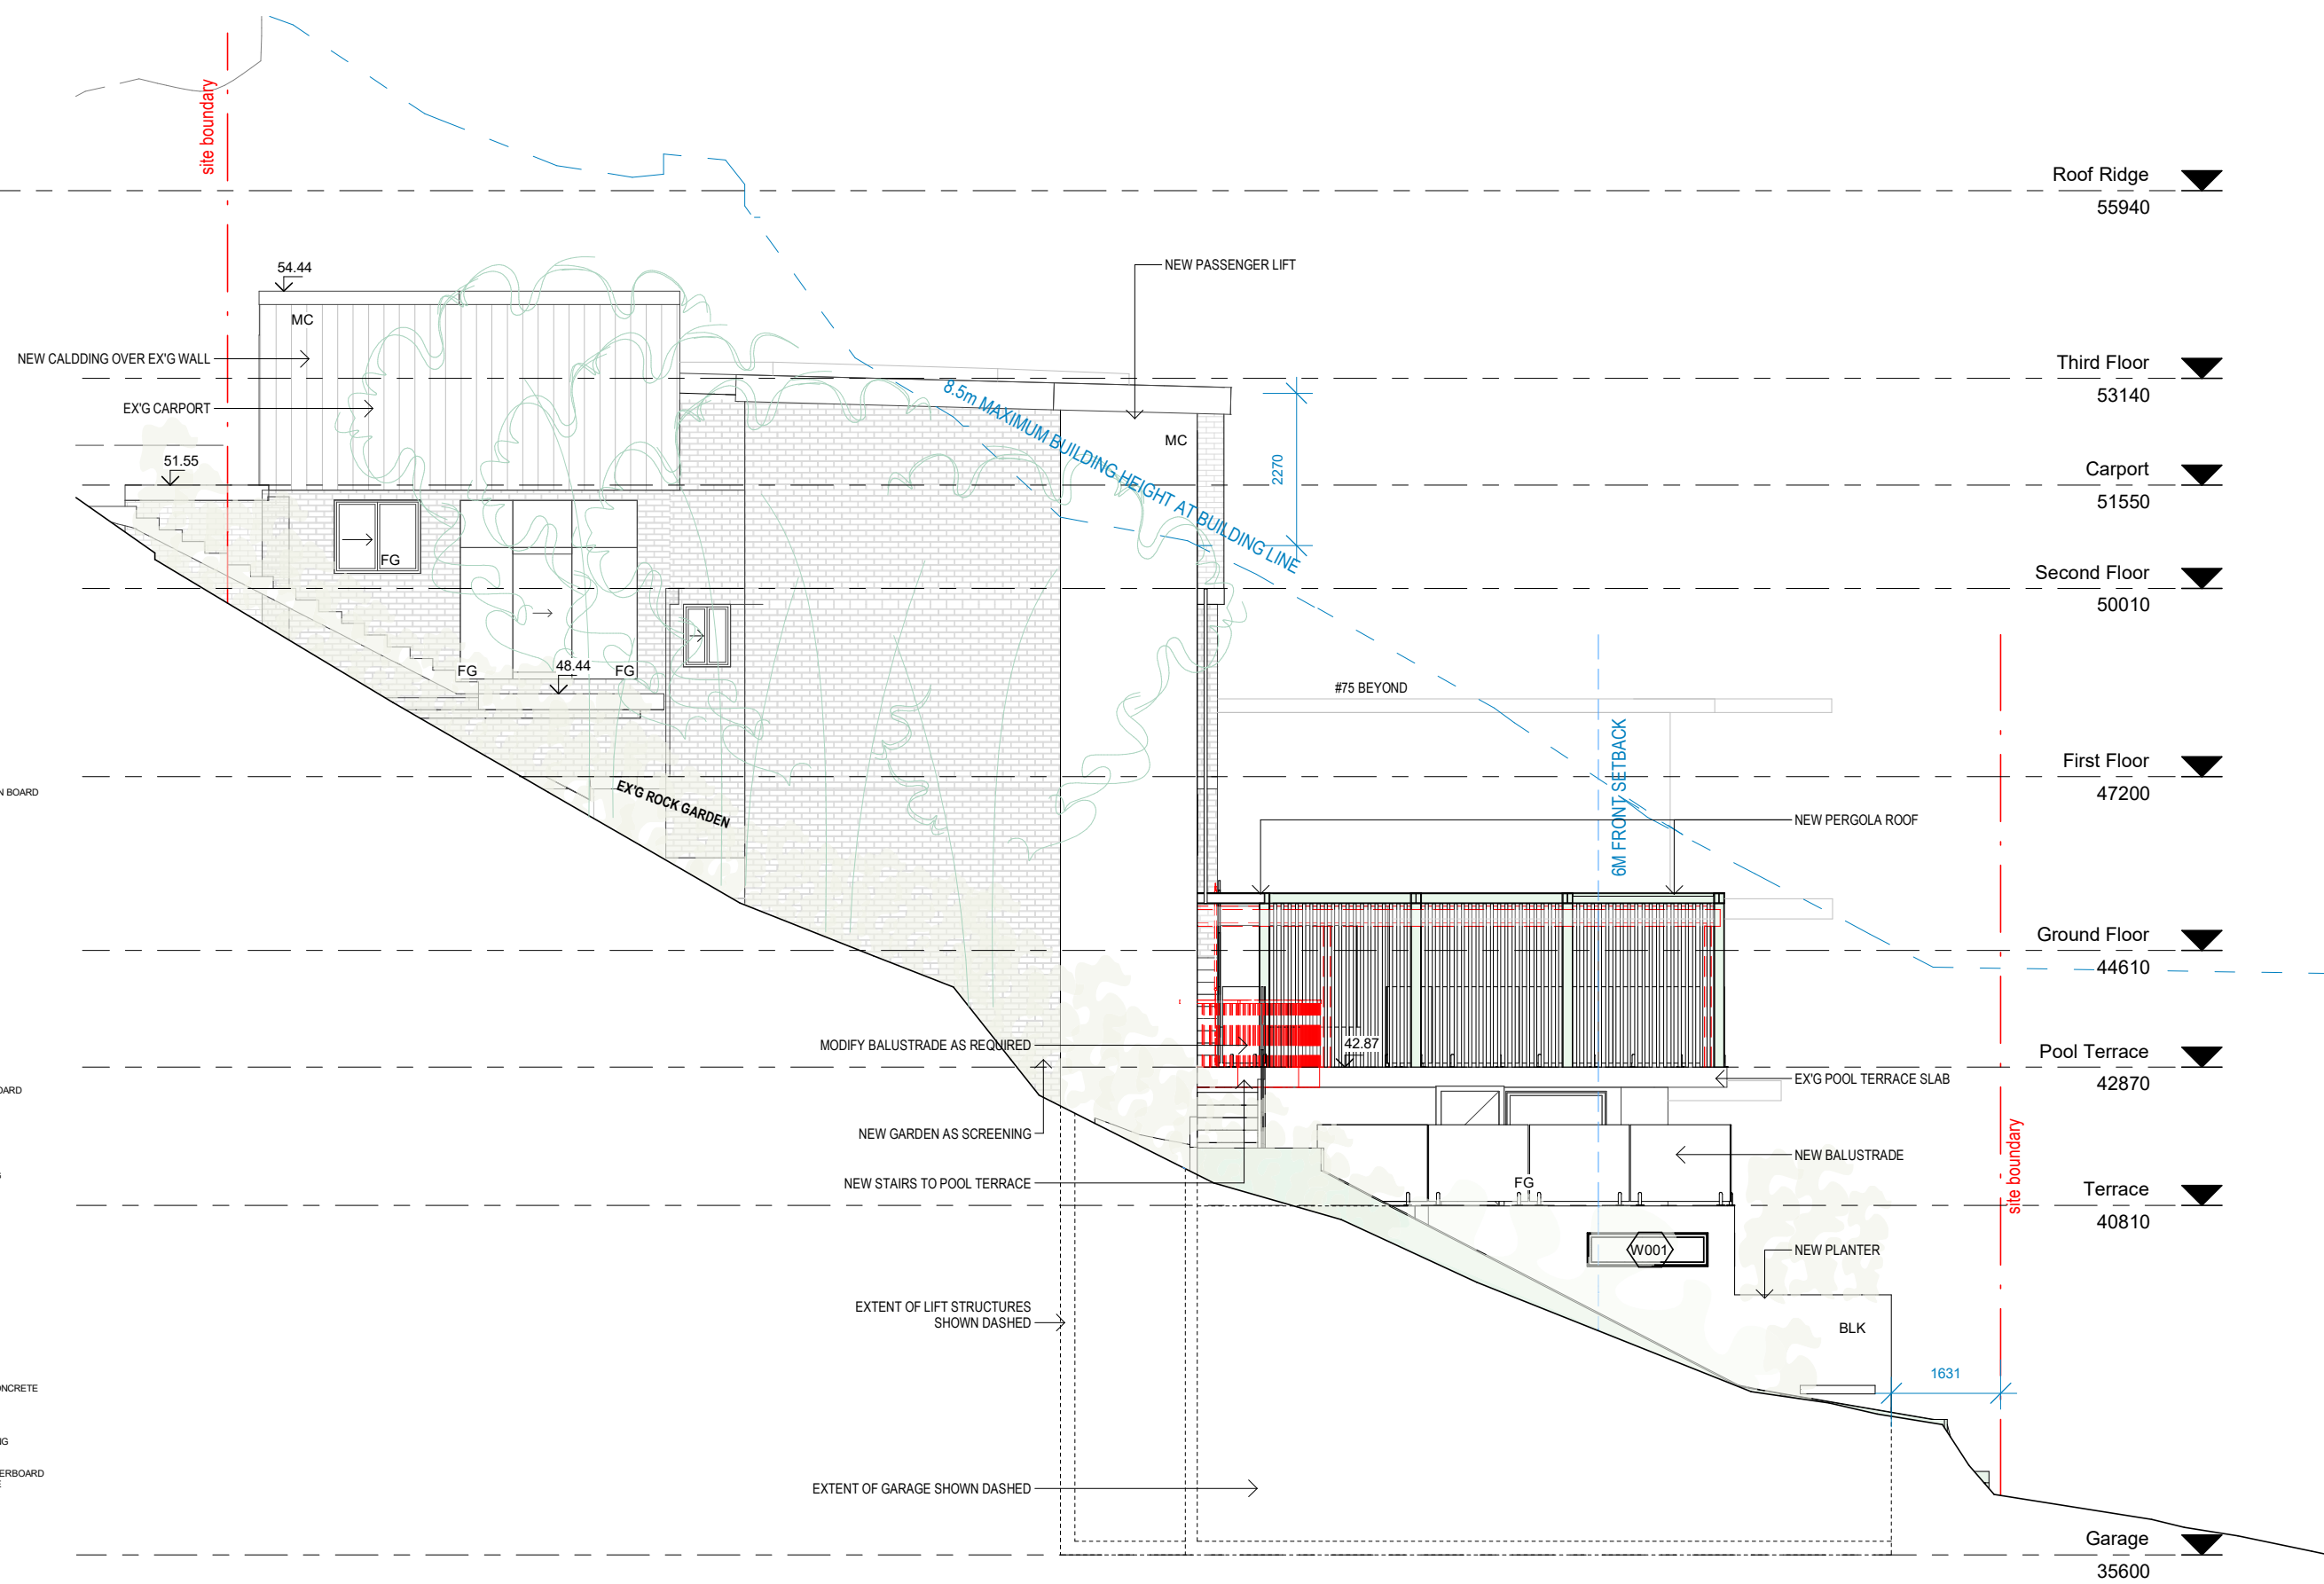 site boundary
Roof Ridge
55940
NEW PASSENGER LIFT
54.44
MC
NEW CALDDING OVER EX'G WALL
Third Floor
53140
8.5m MAXIMUM BUILDING HEIGHT AT BUILDING LINE
EX'G CARPORT
MC
51.55
2270
Carport
51550
FG
Second Floor
50010
FG
48.44
FG
#75 BEYOND
6M FRONT SETBACK
First Floor
47200
N BOARD
EX'G ROCK GARDEN
NEW PERGOLA ROOF
Ground Floor
44610
MODIFY BALUSTRADE AS REQUIRED
42.87
Pool Terrace
42870
EX'G POOL TERRACE SLAB
OARD
NEW GARDEN AS SCREENING
NEW BALUSTRADE
site boundary
NEW STAIRS TO POOL TERRACE
FG
Terrace
40810
W001
NEW PLANTER
EXTENT OF LIFT STRUCTURES
SHOWN DASHED
BLK
1631
ONCRETE
NG
ERBOARD
EXTENT OF GARAGE SHOWN DASHED
Garage
35600